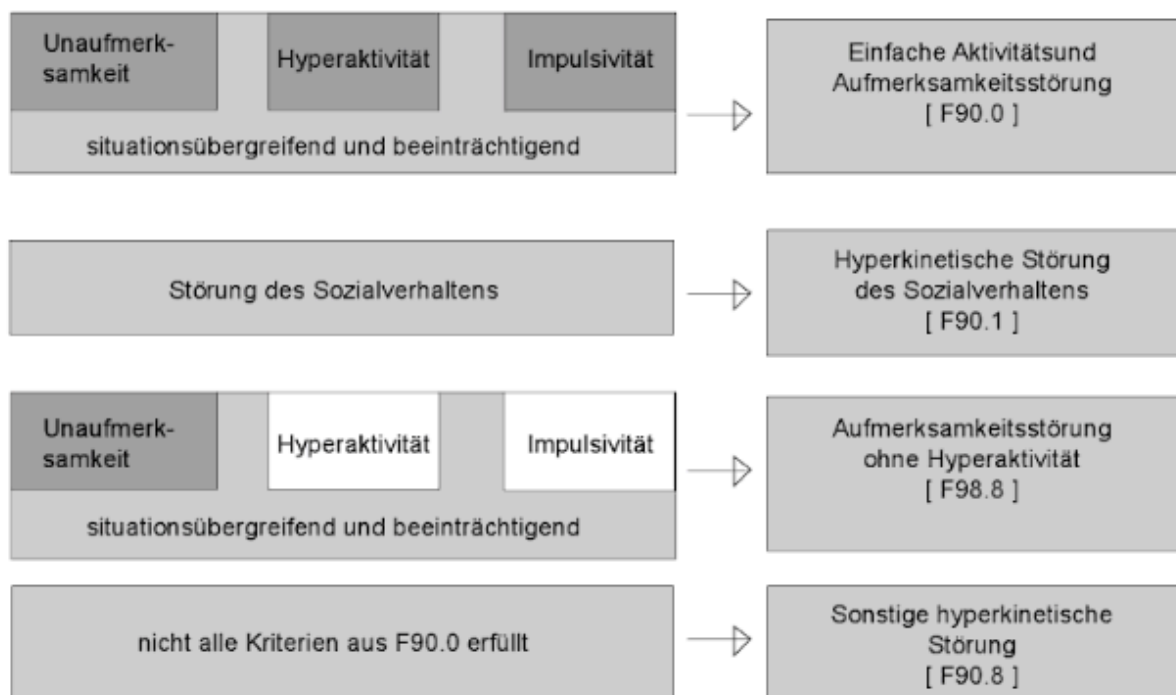 Unaufmerk-
samkeit
Hyperaktivität
Impulsivität
situationsübergreifend und beeinträchtigend
Einfache Aktivitätsund
Aufmerksamkeitsstörung
[ F90.0 ]
Störung des Sozialverhaltens
Hyperkinetische Störung
des Sozialverhaltens
[ F90.1 ]
Unaufmerk-
samkeit
Hyperaktivität
Impulsivität
situationsübergreifend und beeinträchtigend
Aufmerksamkeitsstörung
ohne Hyperaktivität
[ F98.8 ]
nicht alle Kriterien aus F90.0 erfüllt
Sonstige hyperkinetische
Störung
[ F90.8 ]